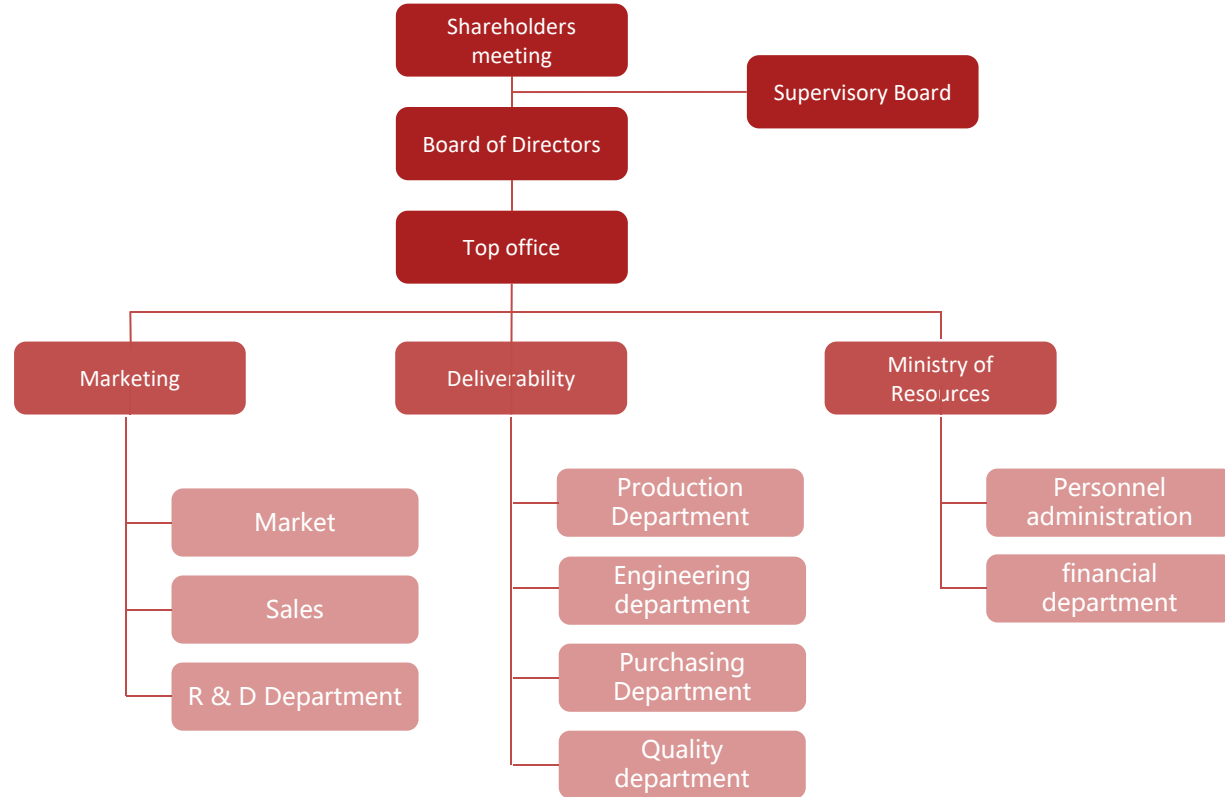 Shareholders
meeting
Supervisory Board
Board of Directors
Top office
Marketing
Deliverability
Ministry of
Resources
Market
Sales
R & D Department
Production
Department
Engineering
department
Purchasing
Department
Quality
department
Personnel
administration
financial
department